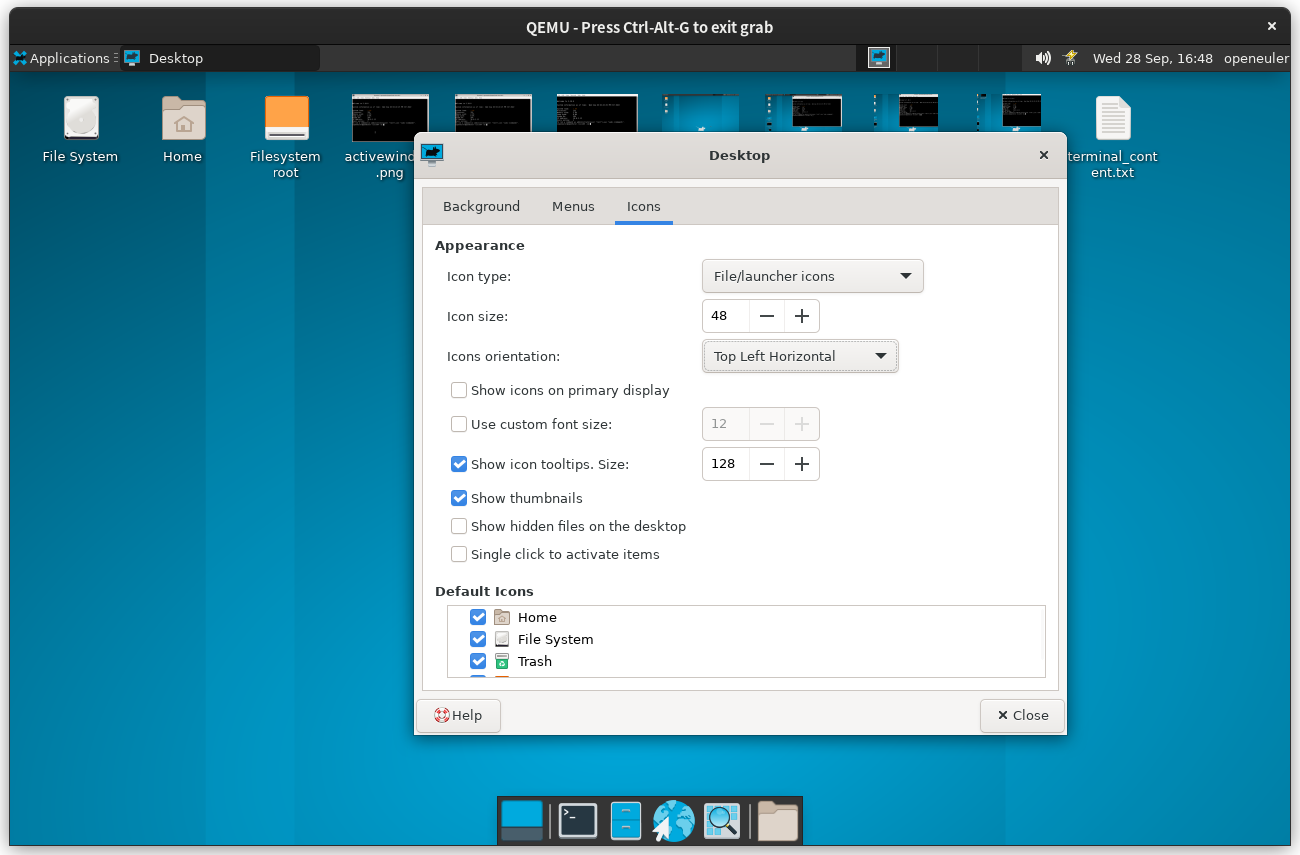 QEMU - Press Ctrl-Alt-G to exit grab
Applications
Desktop
Wed 28 Sep, 16:48
openeuler
File System
Home
Filesystem
root
activewind
.png
terminal_cont
ent.txt
Desktop
Background
Menus
Icons
Appearance
Icon type:
File/launcher icons
Icon size:
48
Icons orientation:
Top Left Horizontal
Show icons on primary display
Use custom font size:
12
Show icon tooltips. Size:
128
Show thumbnails
Show hidden files on the desktop
Single click to activate items
Default Icons
Home
File System
Trash
Help
Close